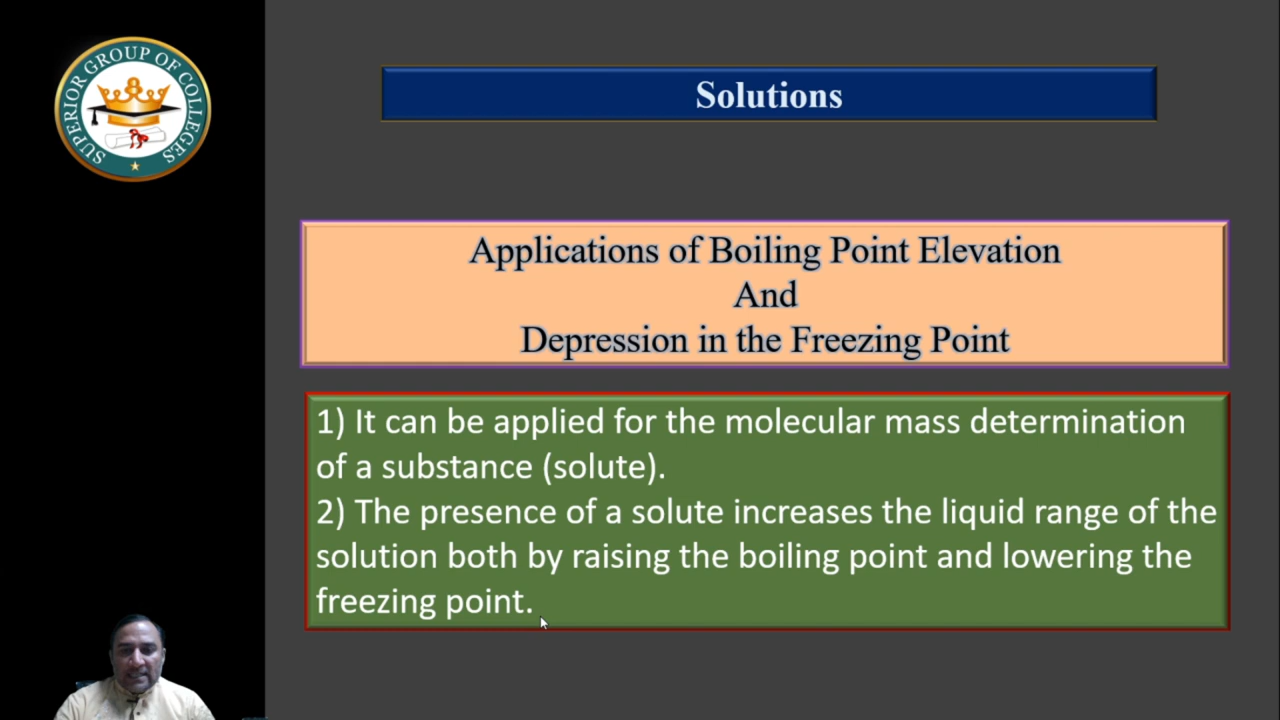 SUPERIOR GROUP OF COLLEGES
Solutions
Applications of Boiling Point Elevation
And
Depression in the Freezing Point
1) It can be applied for the molecular mass determination
of a substance (solute).
2) The presence of a solute increases the liquid range of the
solution both by raising the boiling point and lowering the
freezing point.